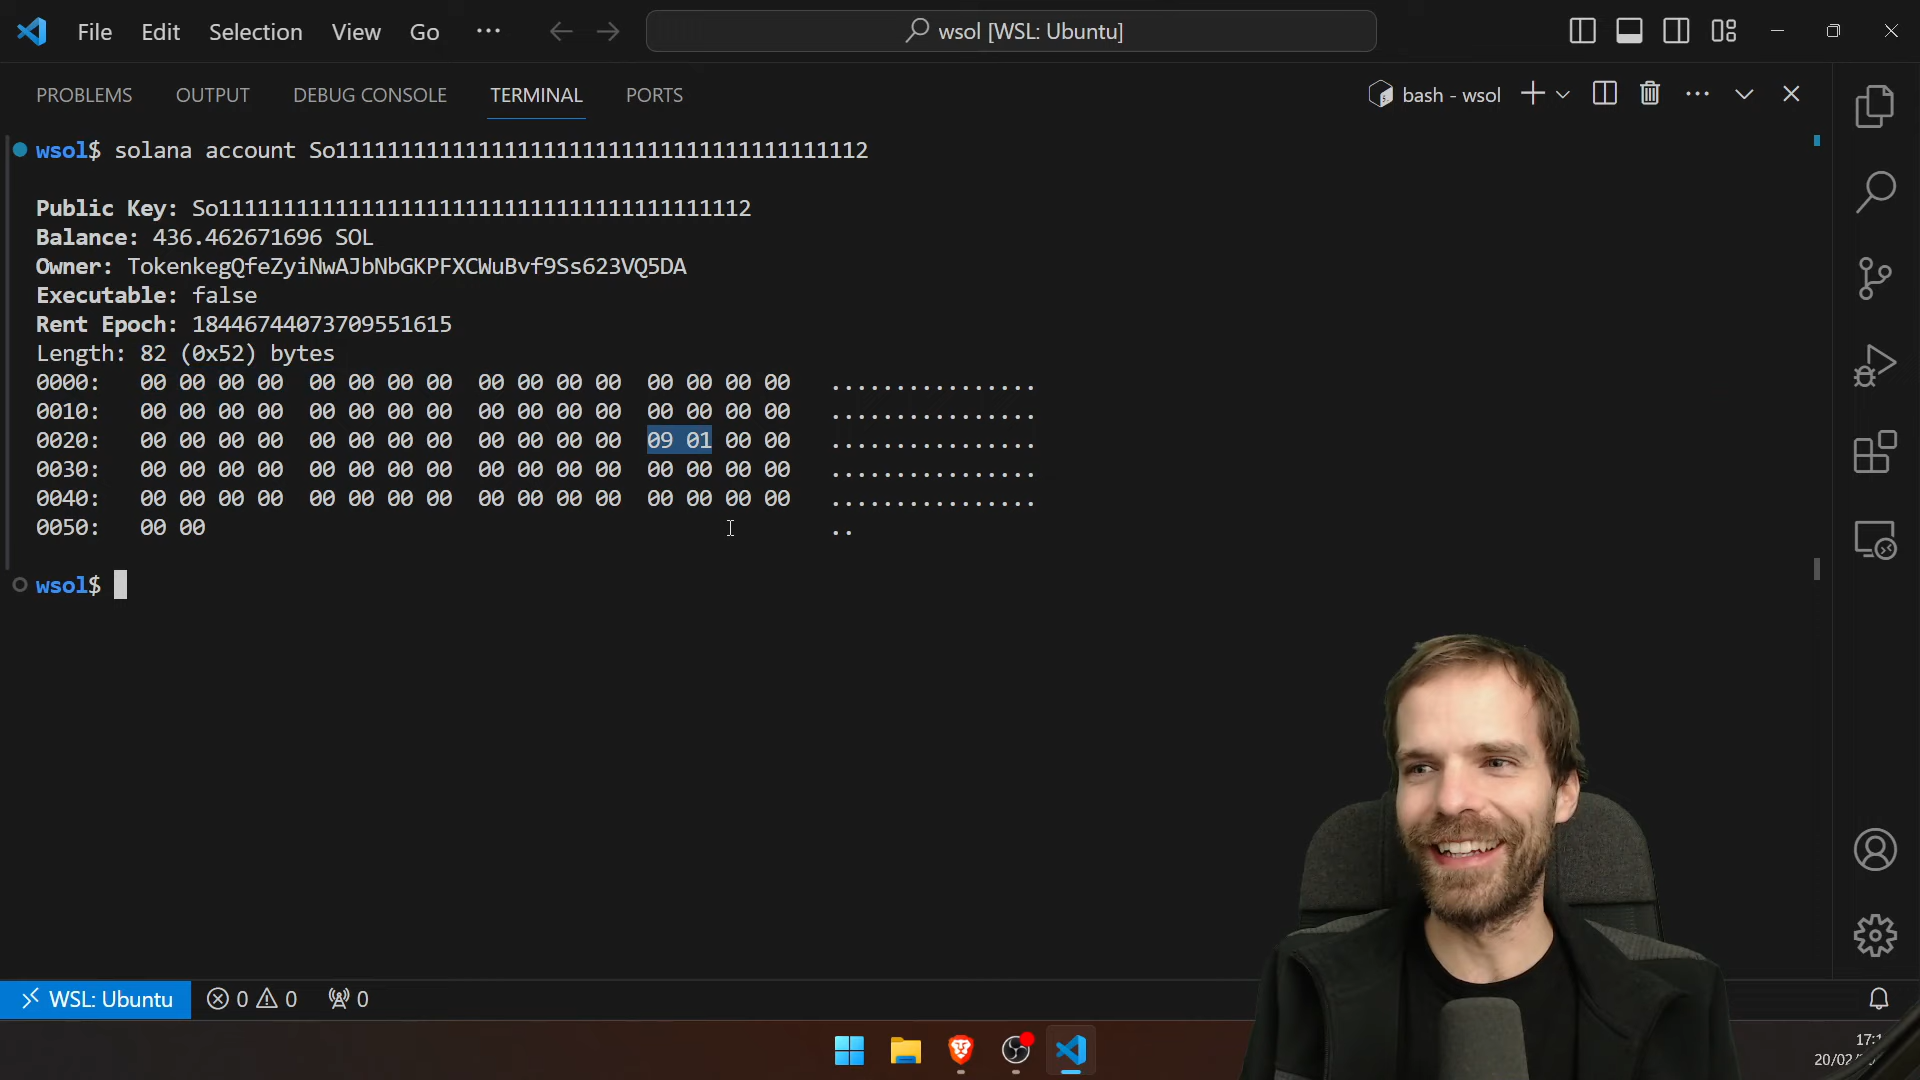 File Edit Selection View Go ···
wsol [WSL: Ubuntu]
PROBLEMS OUTPUT DEBUG CONSOLE TERMINAL PORTS
bash - wsol
wsol$ solana account So11111111111111111111111111111111111111112
Public Key: So11111111111111111111111111111111111111112
Balance: 436.462671696 SOL
Owner: TokenkegQfeZyiNwAJbNbGKPFXCWuBvf9Ss623VQ5DA
Executable: false
Rent Epoch: 18446744073709551615
Length: 82 (0x52) bytes
0000: 00 00 00 00 00 00 00 00 00 00 00 00 00 00 00 00 ................
0010: 00 00 00 00 00 00 00 00 00 00 00 00 00 00 00 00 ................
0020: 00 00 00 00 00 00 00 00 00 00 00 00 09 01 00 00 ................
0030: 00 00 00 00 00 00 00 00 00 00 00 00 00 00 00 00 ................
0040: 00 00 00 00 00 00 00 00 00 00 00 00 00 00 00 00 ................
0050: 00 00 ..
wsol$
WSL: Ubuntu 0 0 0